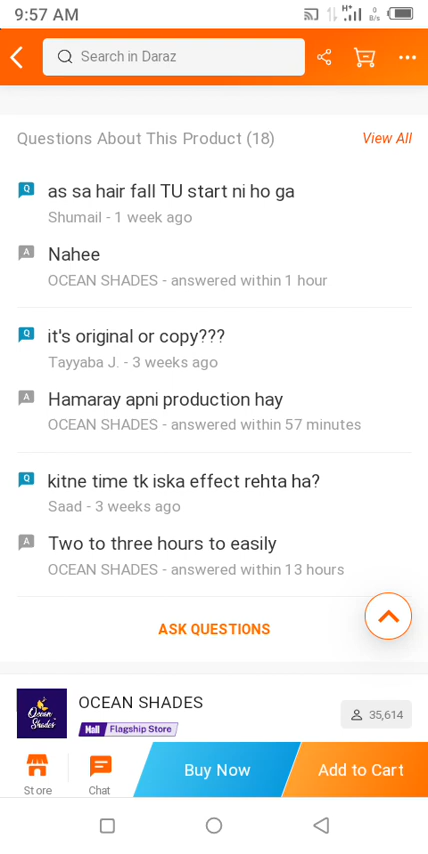 9:57 AM
H+
0
B/s
Search in Daraz
Questions About This Product (18)
View All
Q
as sa hair fall TU start ni ho ga
Shumail - 1 week ago
A
Nahee
OCEAN SHADES - answered within 1 hour
Q
it's original or copy???
Tayyaba J. - 3 weeks ago
A
Hamaray apni production hay
OCEAN SHADES - answered within 57 minutes
Q
kitne time tk iska effect rehta ha?
Saad - 3 weeks ago
A
Two to three hours to easily
OCEAN SHADES - answered within 13 hours
ASK QUESTIONS
Ocean
Shades
OCEAN SHADES
Mall Flagship Store
35,614
Store
Chat
Buy Now
Add to Cart